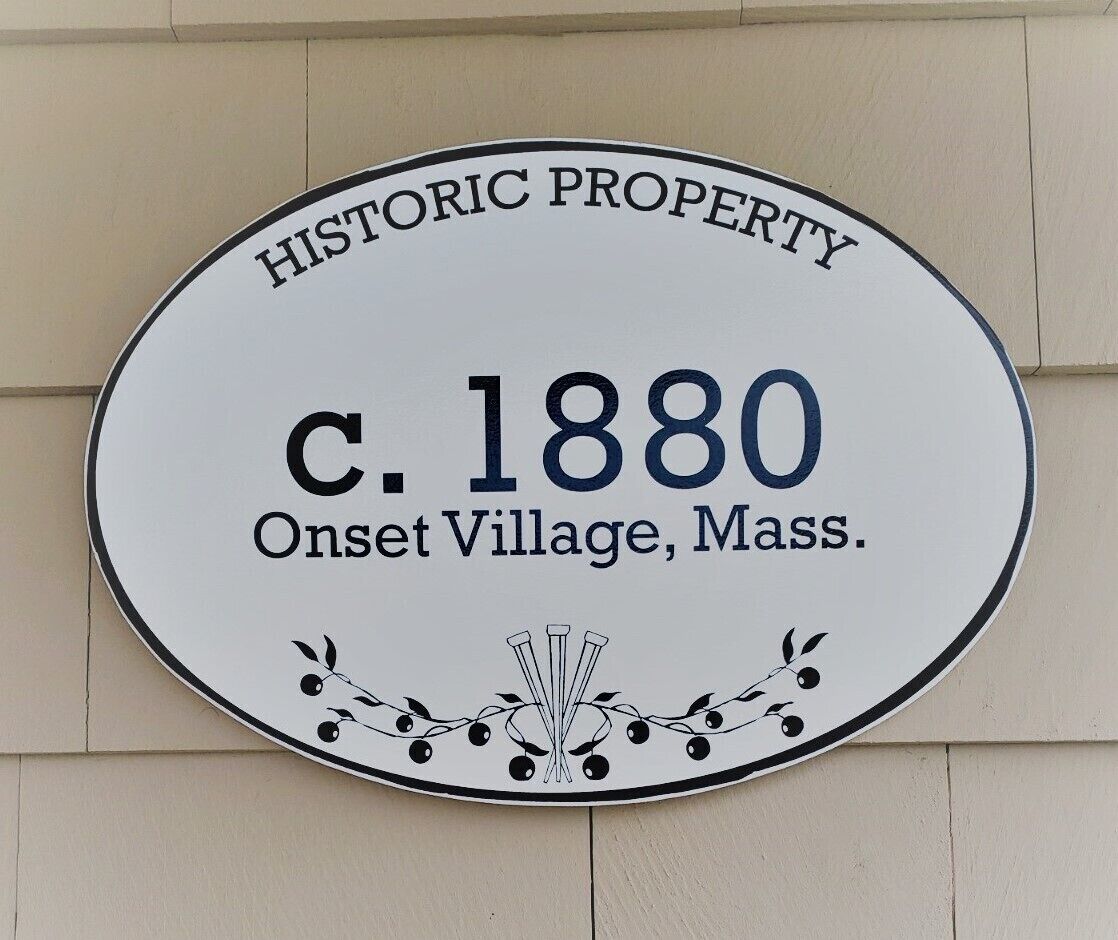 HISTORIC PROPERTY
c. 1880
Onset Village, Mass.